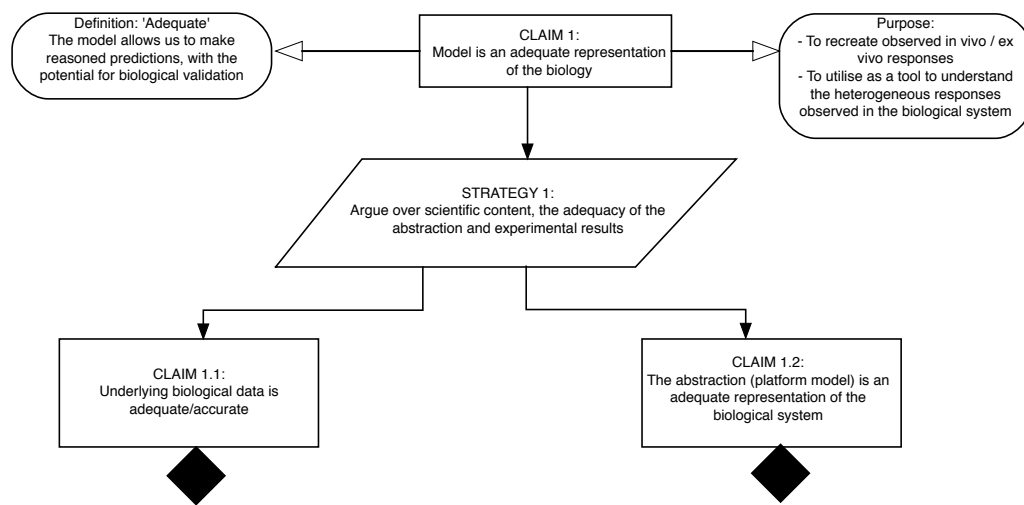 Definition: 'Adequate'
The model allows us to make
reasoned predictions, with the
potential for biological validation
CLAIM 1:
Model is an adequate representation
of the biology
Purpose:
- To recreate observed in vivo / ex
vivo responses
- To utilise as a tool to understand
the heterogeneous responses
observed in the biological system
STRATEGY 1:
Argue over scientific content, the adequacy of the
abstraction and experimental results
CLAIM 1.1:
Underlying biological data is
adequate/accurate
CLAIM 1.2:
The abstraction (platform model) is an
adequate representation of the
biological system